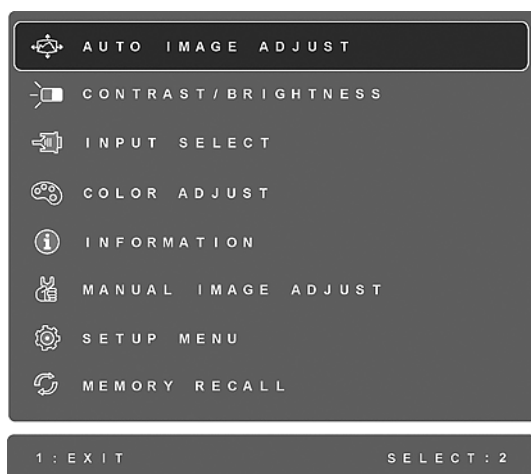 AUTO IMAGE ADJUST
CONTRAST/BRIGHTNESS
INPUT SELECT
COLOR ADJUST
INFORMATION
MANUAL IMAGE ADJUST
SETUP MENU
MEMORY RECALL
1:EXIT SELECT:2